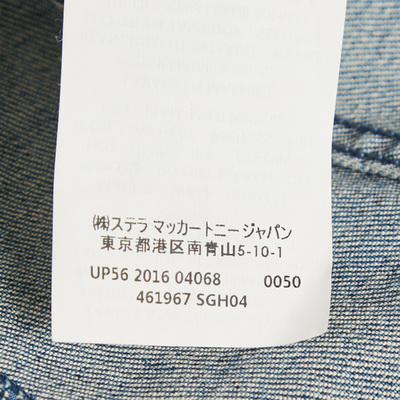 ㈱ステラ マッカートニージャパン
東京都港区南青山5-10-1
UP56 2016 04068 0050
461967 SGH04